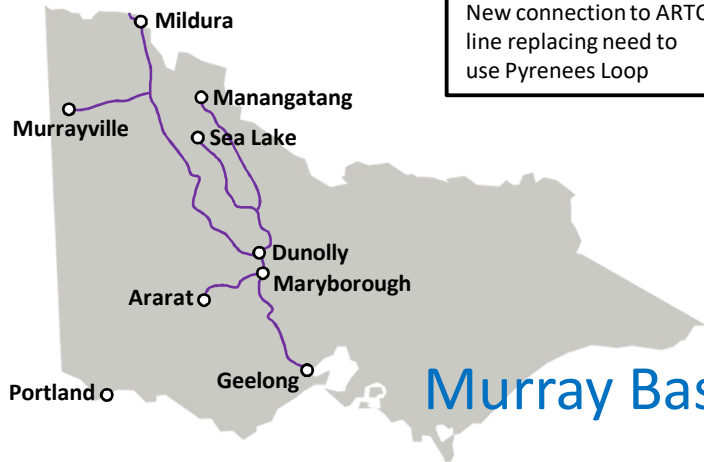 New connection to ARTC
line replacing need to
use Pyrenees Loop
Mildura
Manangatang
Murrayville
Sea Lake
Dunolly
Maryborough
Ararat
Geelong
Portland
Murray Bas